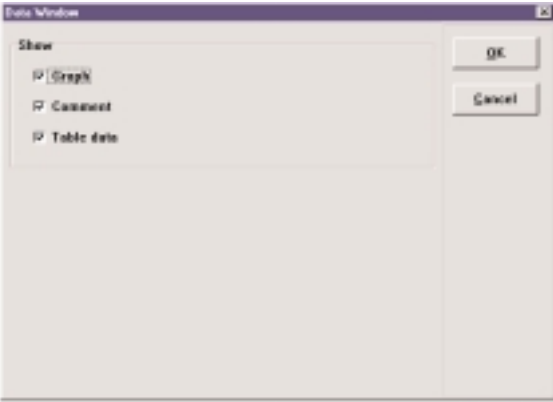 Data Window
Show
Graph
Comment
Table data
OK
Cancel